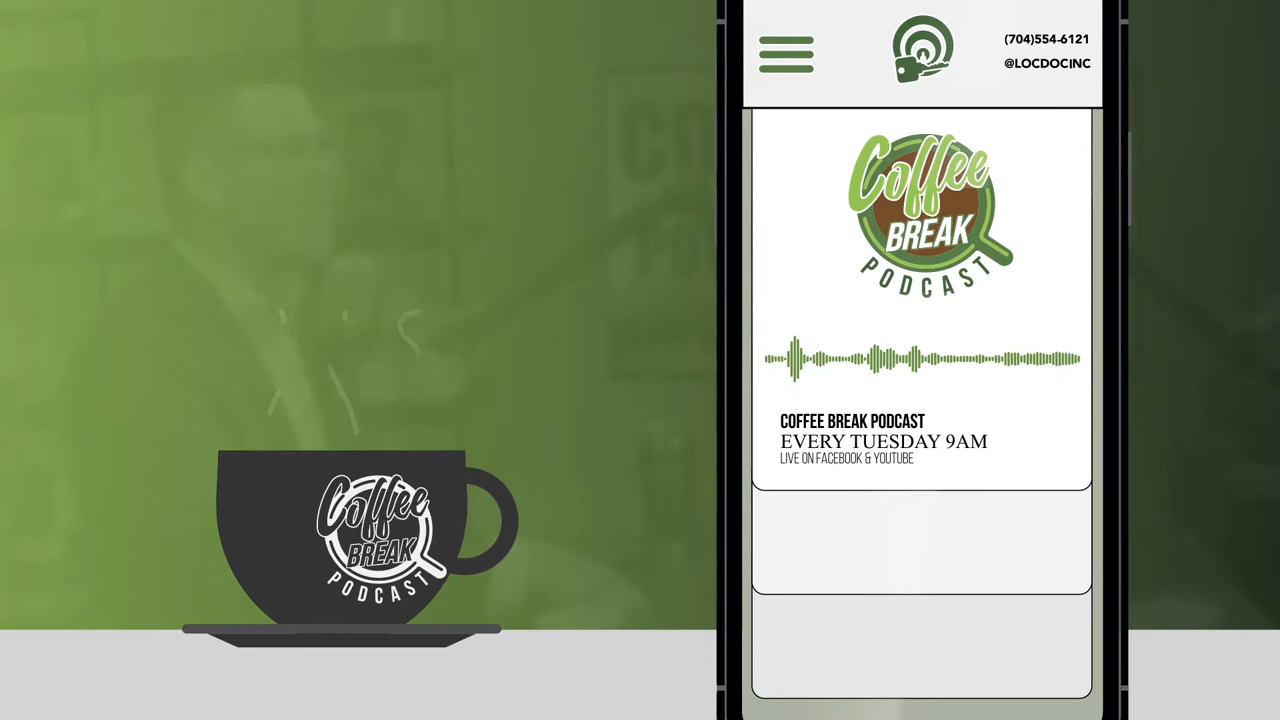 (704)554-6121
@LOCDOCINC
Coffee
BREAK
PODCAST
COFFEE BREAK PODCAST
EVERY TUESDAY 9AM
LIVE ON FACEBOOK & YOUTUBE
Coffee
BREAK
PODCAST